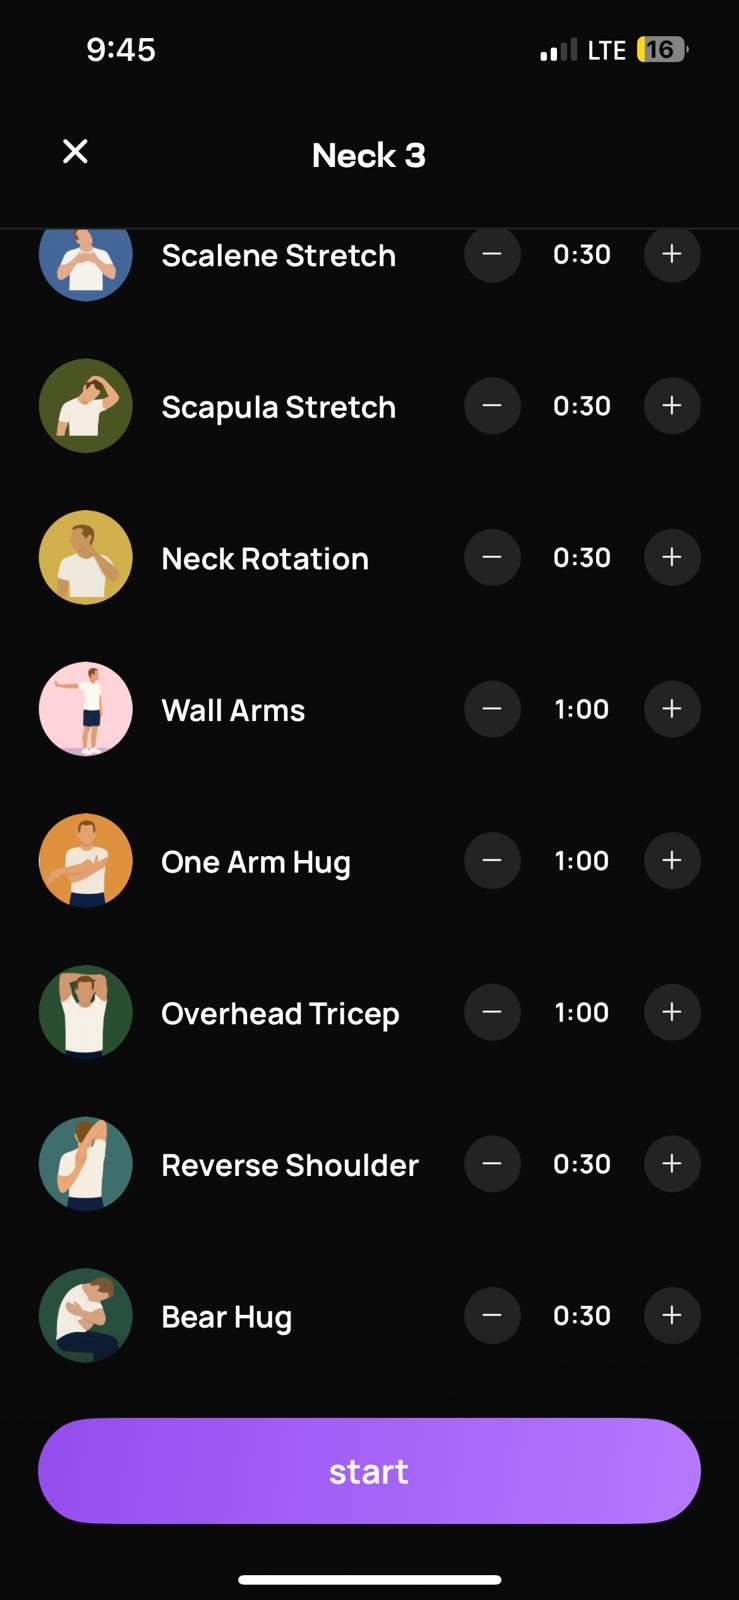 9:45 LTE 16
Neck 3
Scalene Stretch − 0:30 +
Scapula Stretch − 0:30 +
Neck Rotation − 0:30 +
Wall Arms − 1:00 +
One Arm Hug − 1:00 +
Overhead Tricep − 1:00 +
Reverse Shoulder − 0:30 +
Bear Hug − 0:30 +
start